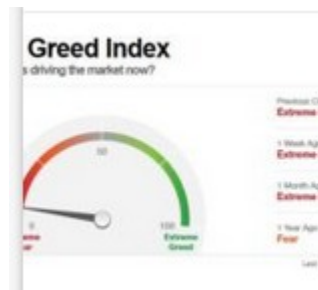 Greed Index
s driving the market now?
50
0
100
Extreme
Greed
Extreme
1 Week Ag
Extreme
1 Month Ag
Extreme
1 Year Ago
Fear